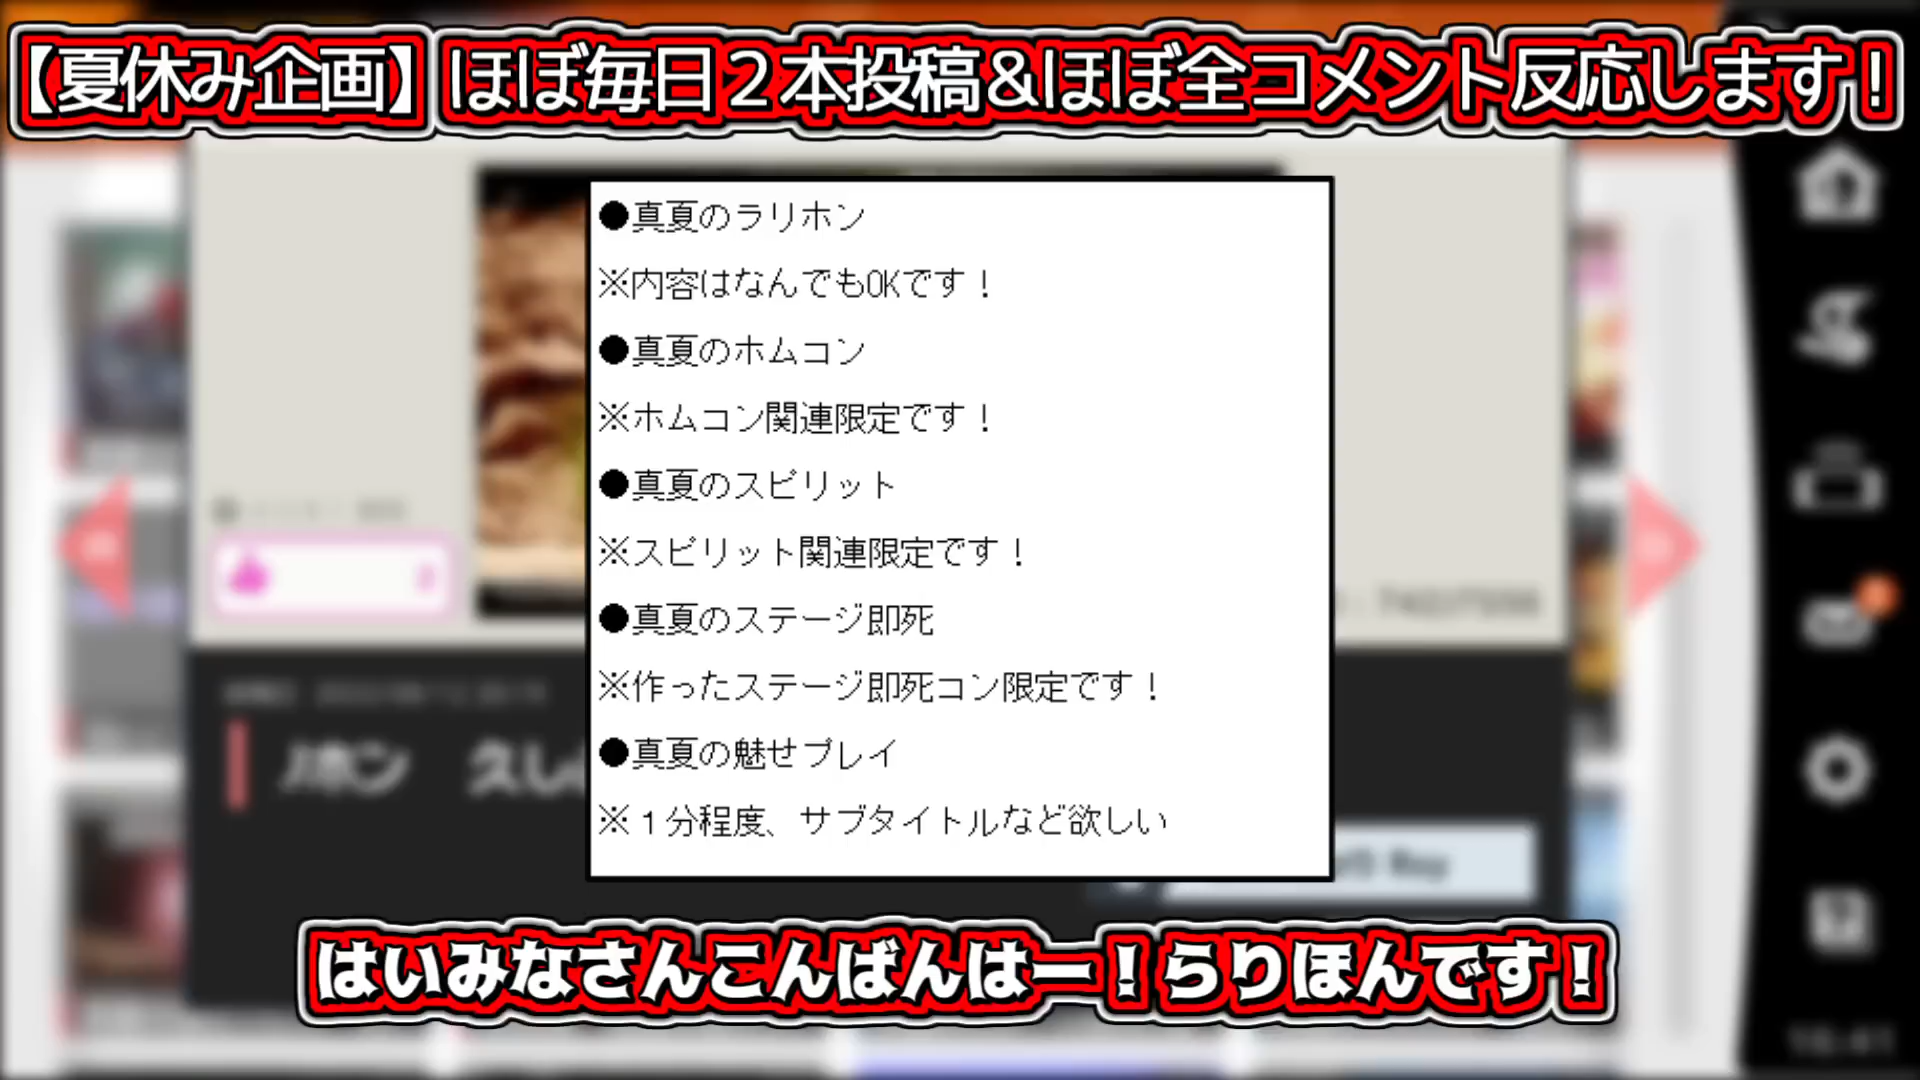 【夏休み企画】ほぼ毎日２本投稿＆ほぼ全コメント反応します！
●真夏のラリホン
※内容はなんでもOKです！
●真夏のホムコン
※ホムコン関連限定です！
●真夏のスピリット
※スピリット関連限定です！
●真夏のステージ即死
※作ったステージ即死コン限定です！
●真夏の魅せプレイ
※１分程度、サブタイトルなど欲しい
リホン 久し
Roy
はいみなさんこんばんはー！らりほんです！